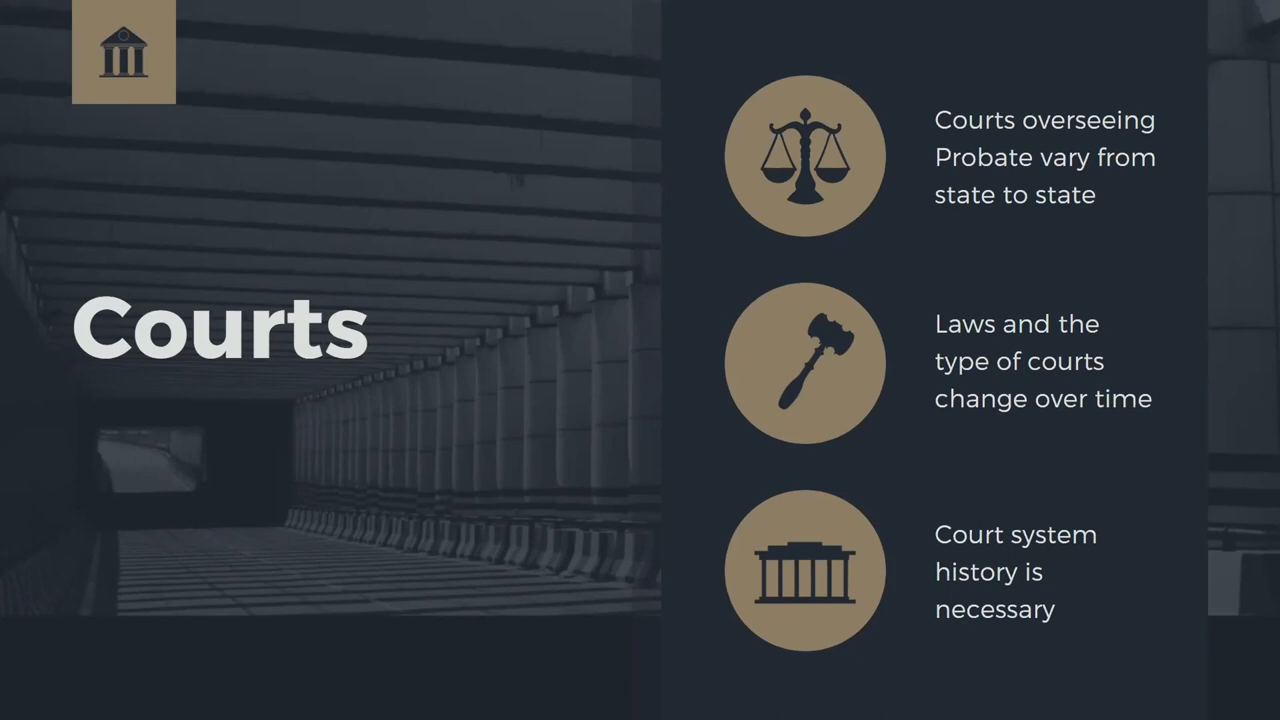 Courts
Courts overseeing
Probate vary from
state to state
Laws and the
type of courts
change over time
Court system
history is
necessary